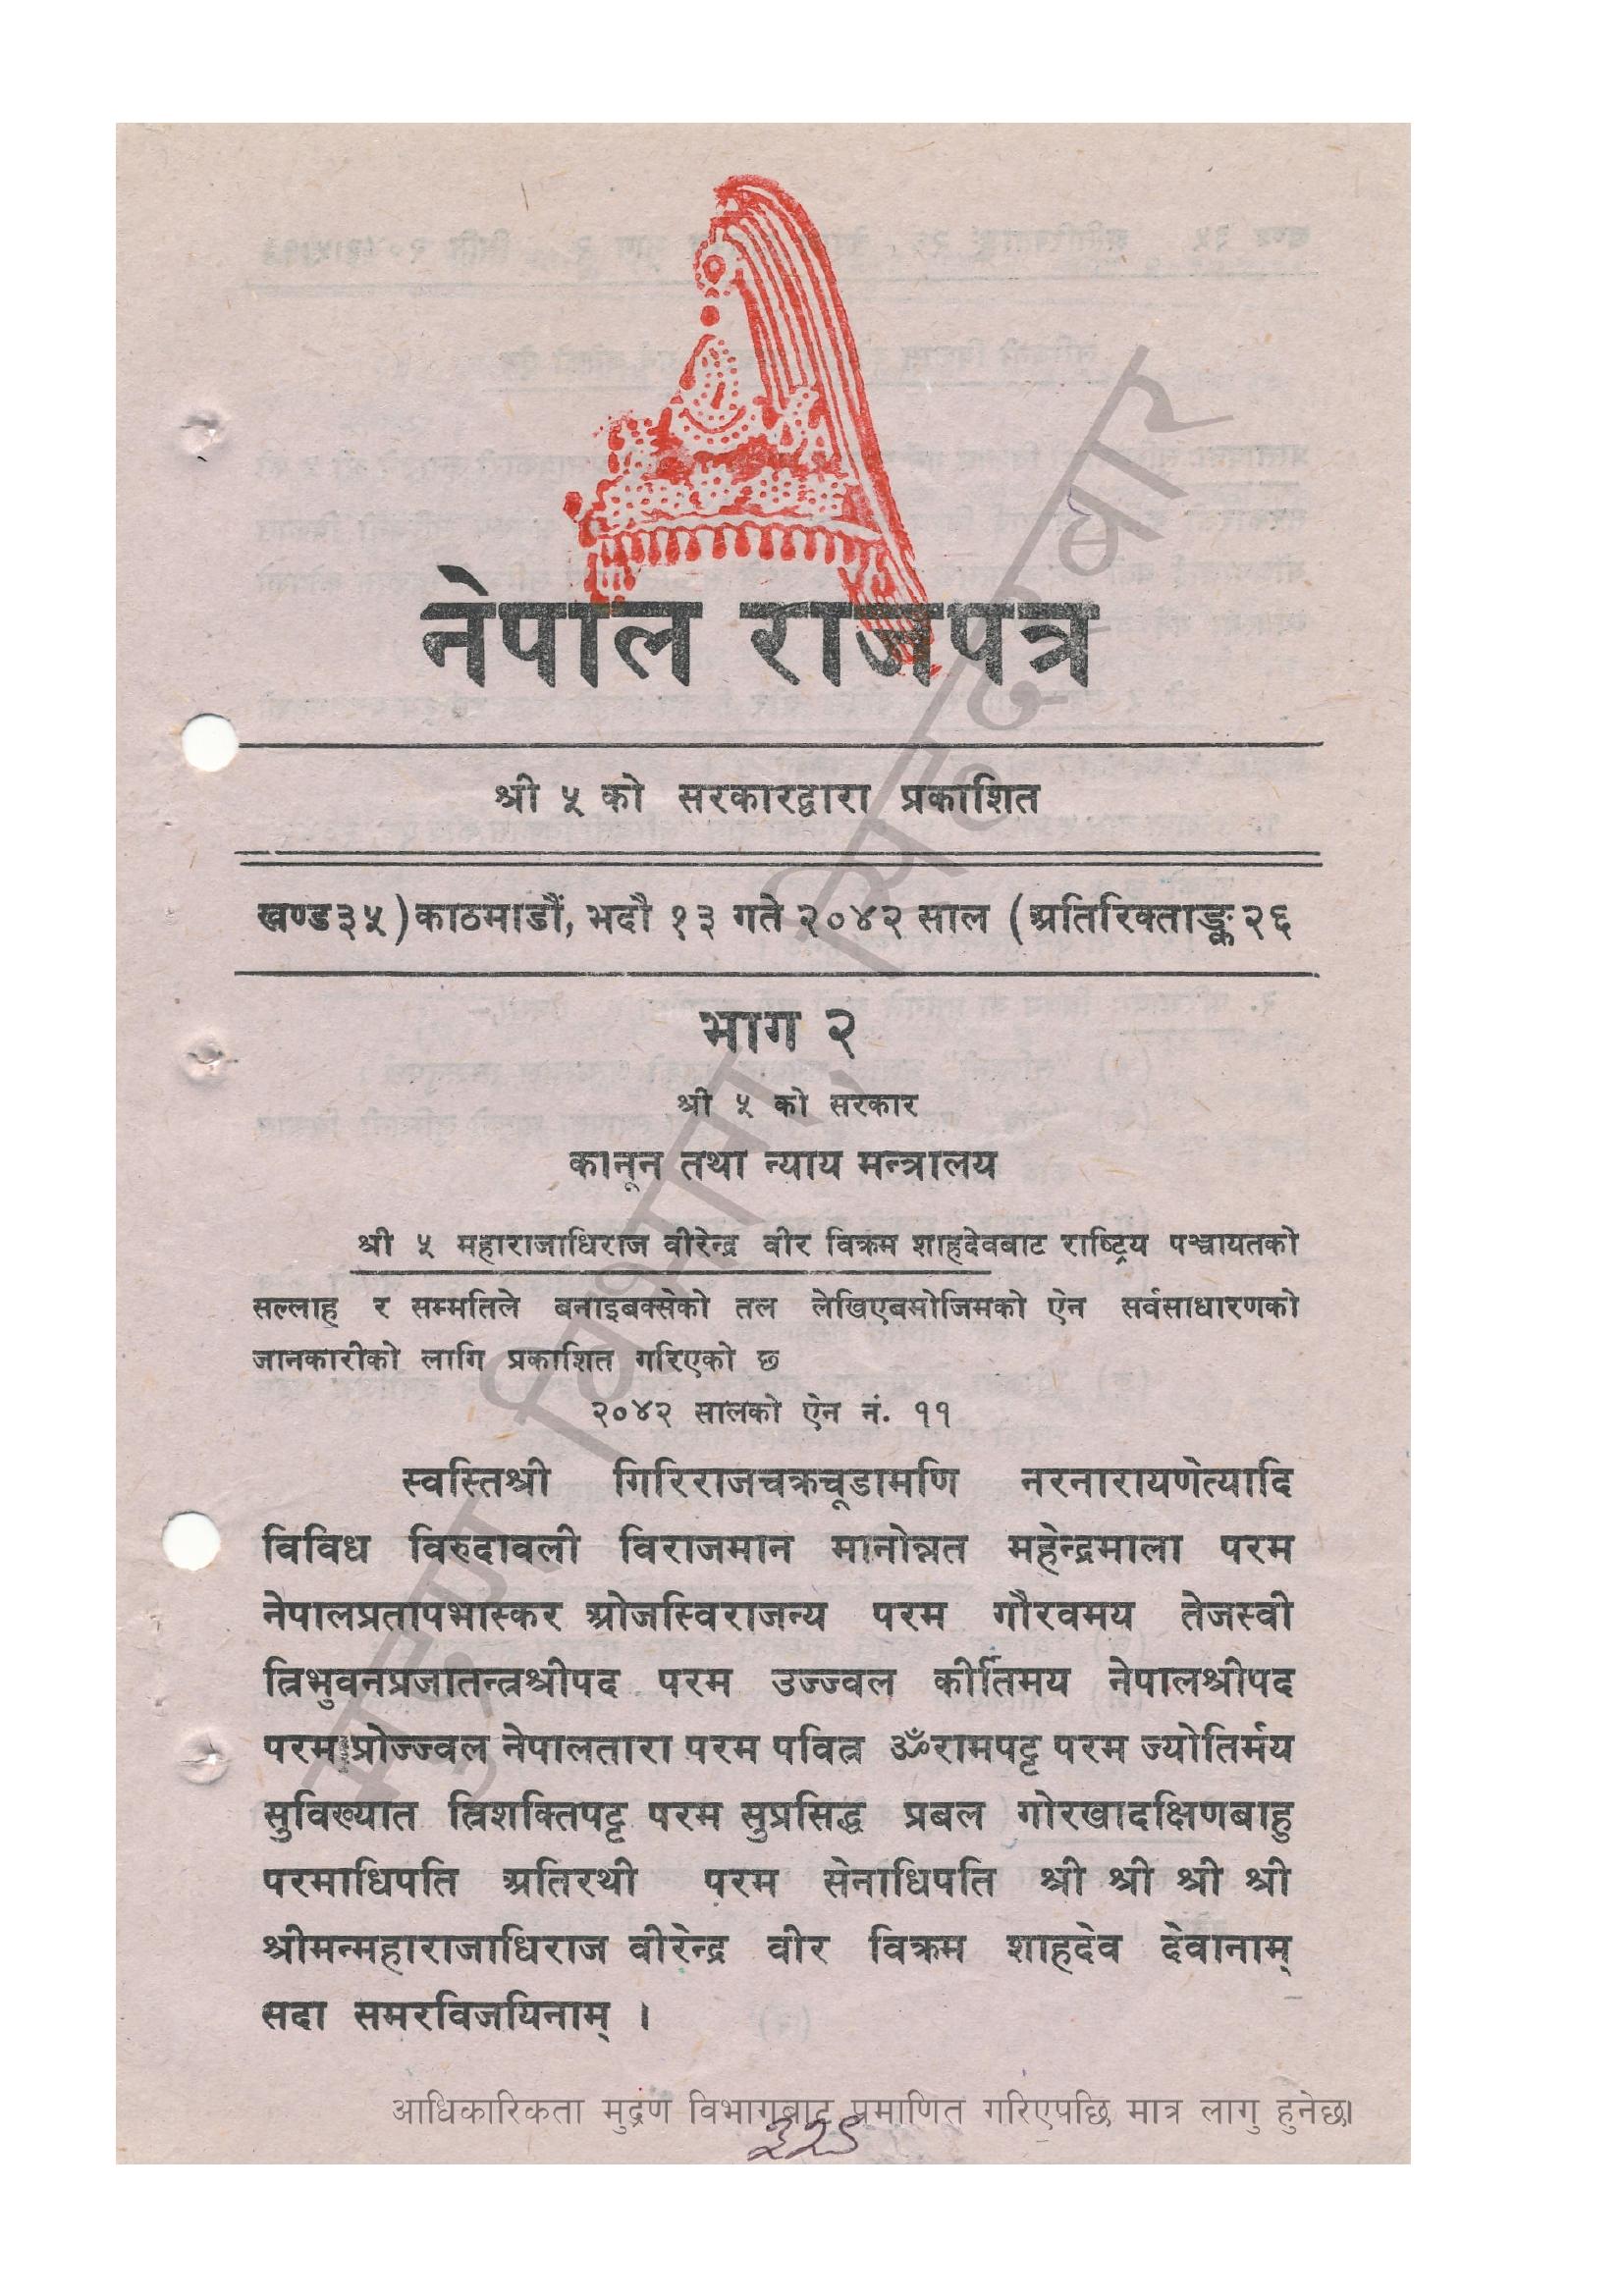 नेपाल राजपत्र
श्री ५ को सरकारद्वारा प्रकाशित
खण्ड ३५) काठमाडौं, भदौ १३ गते २०४२ साल (अतिरिक्ताङ्क २६
भाग २
श्री ५ को सरकार
कानून तथा न्याय मन्त्रालय
श्री ५ महाराजाधिराज वीरेन्द्र वीर विक्रम शाहदेवबाट राष्ट्रिय पञ्चायतको
सल्लाह र सम्मतिले बनाइबक्सेको तल लेखिएबमोजिमको ऐन सर्वसाधारणको
जानकारीको लागि प्रकाशित गरिएको छ
२०४२ सालको ऐन नं. ११
स्वस्तिश्री गिरिराजचक्रचूडामणि नरनारायणेत्यादि
विविध विरुदावली विराजमान मानोन्नत महेन्द्रमाला परम
नेपालप्रतापभास्कर ओजस्विराजन्य परम गौरवमय तेजस्वी
त्रिभुवनप्रजातन्त्रश्रीपद परम उज्ज्वल कीर्तिमय नेपालश्रीपद
परम प्रोज्ज्वल नेपालतारा परम पवित्र ॐरामपट्ट परम ज्योतिर्मय
सुविख्यात त्रिशक्तिपट्ट परम सुप्रसिद्ध प्रबल गोरखादक्षिणबाहु
परमाधिपति अतिरथी परम सेनाधिपति श्री श्री श्री श्री
श्रीमन्महाराजाधिराज वीरेन्द्र वीर विक्रम शाहदेव देवानाम्
सदा समरविजयिनाम् ।
मुद्रण विभाग, सिंहदरबार
आधिकारिकता मुद्रण विभागबाट प्रमाणित गरिएपछि मात्र लागु हुनेछ।